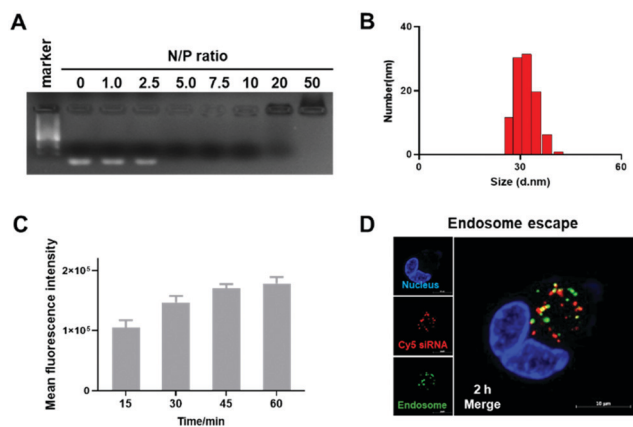 A
N/P ratio
marker
0 1.0 2.5 5.0 7.5 10 20 50
B
Number(nm)
40
20
0
0 30 60
Size (d.nm)
C
Mean fluorescence intensity
2×10⁵
1×10⁵
0
15 30 45 60
Time/min
D
Endosome escape
Nucleus
Cy5 siRNA
Endosome
2 h
Merge
10 μm